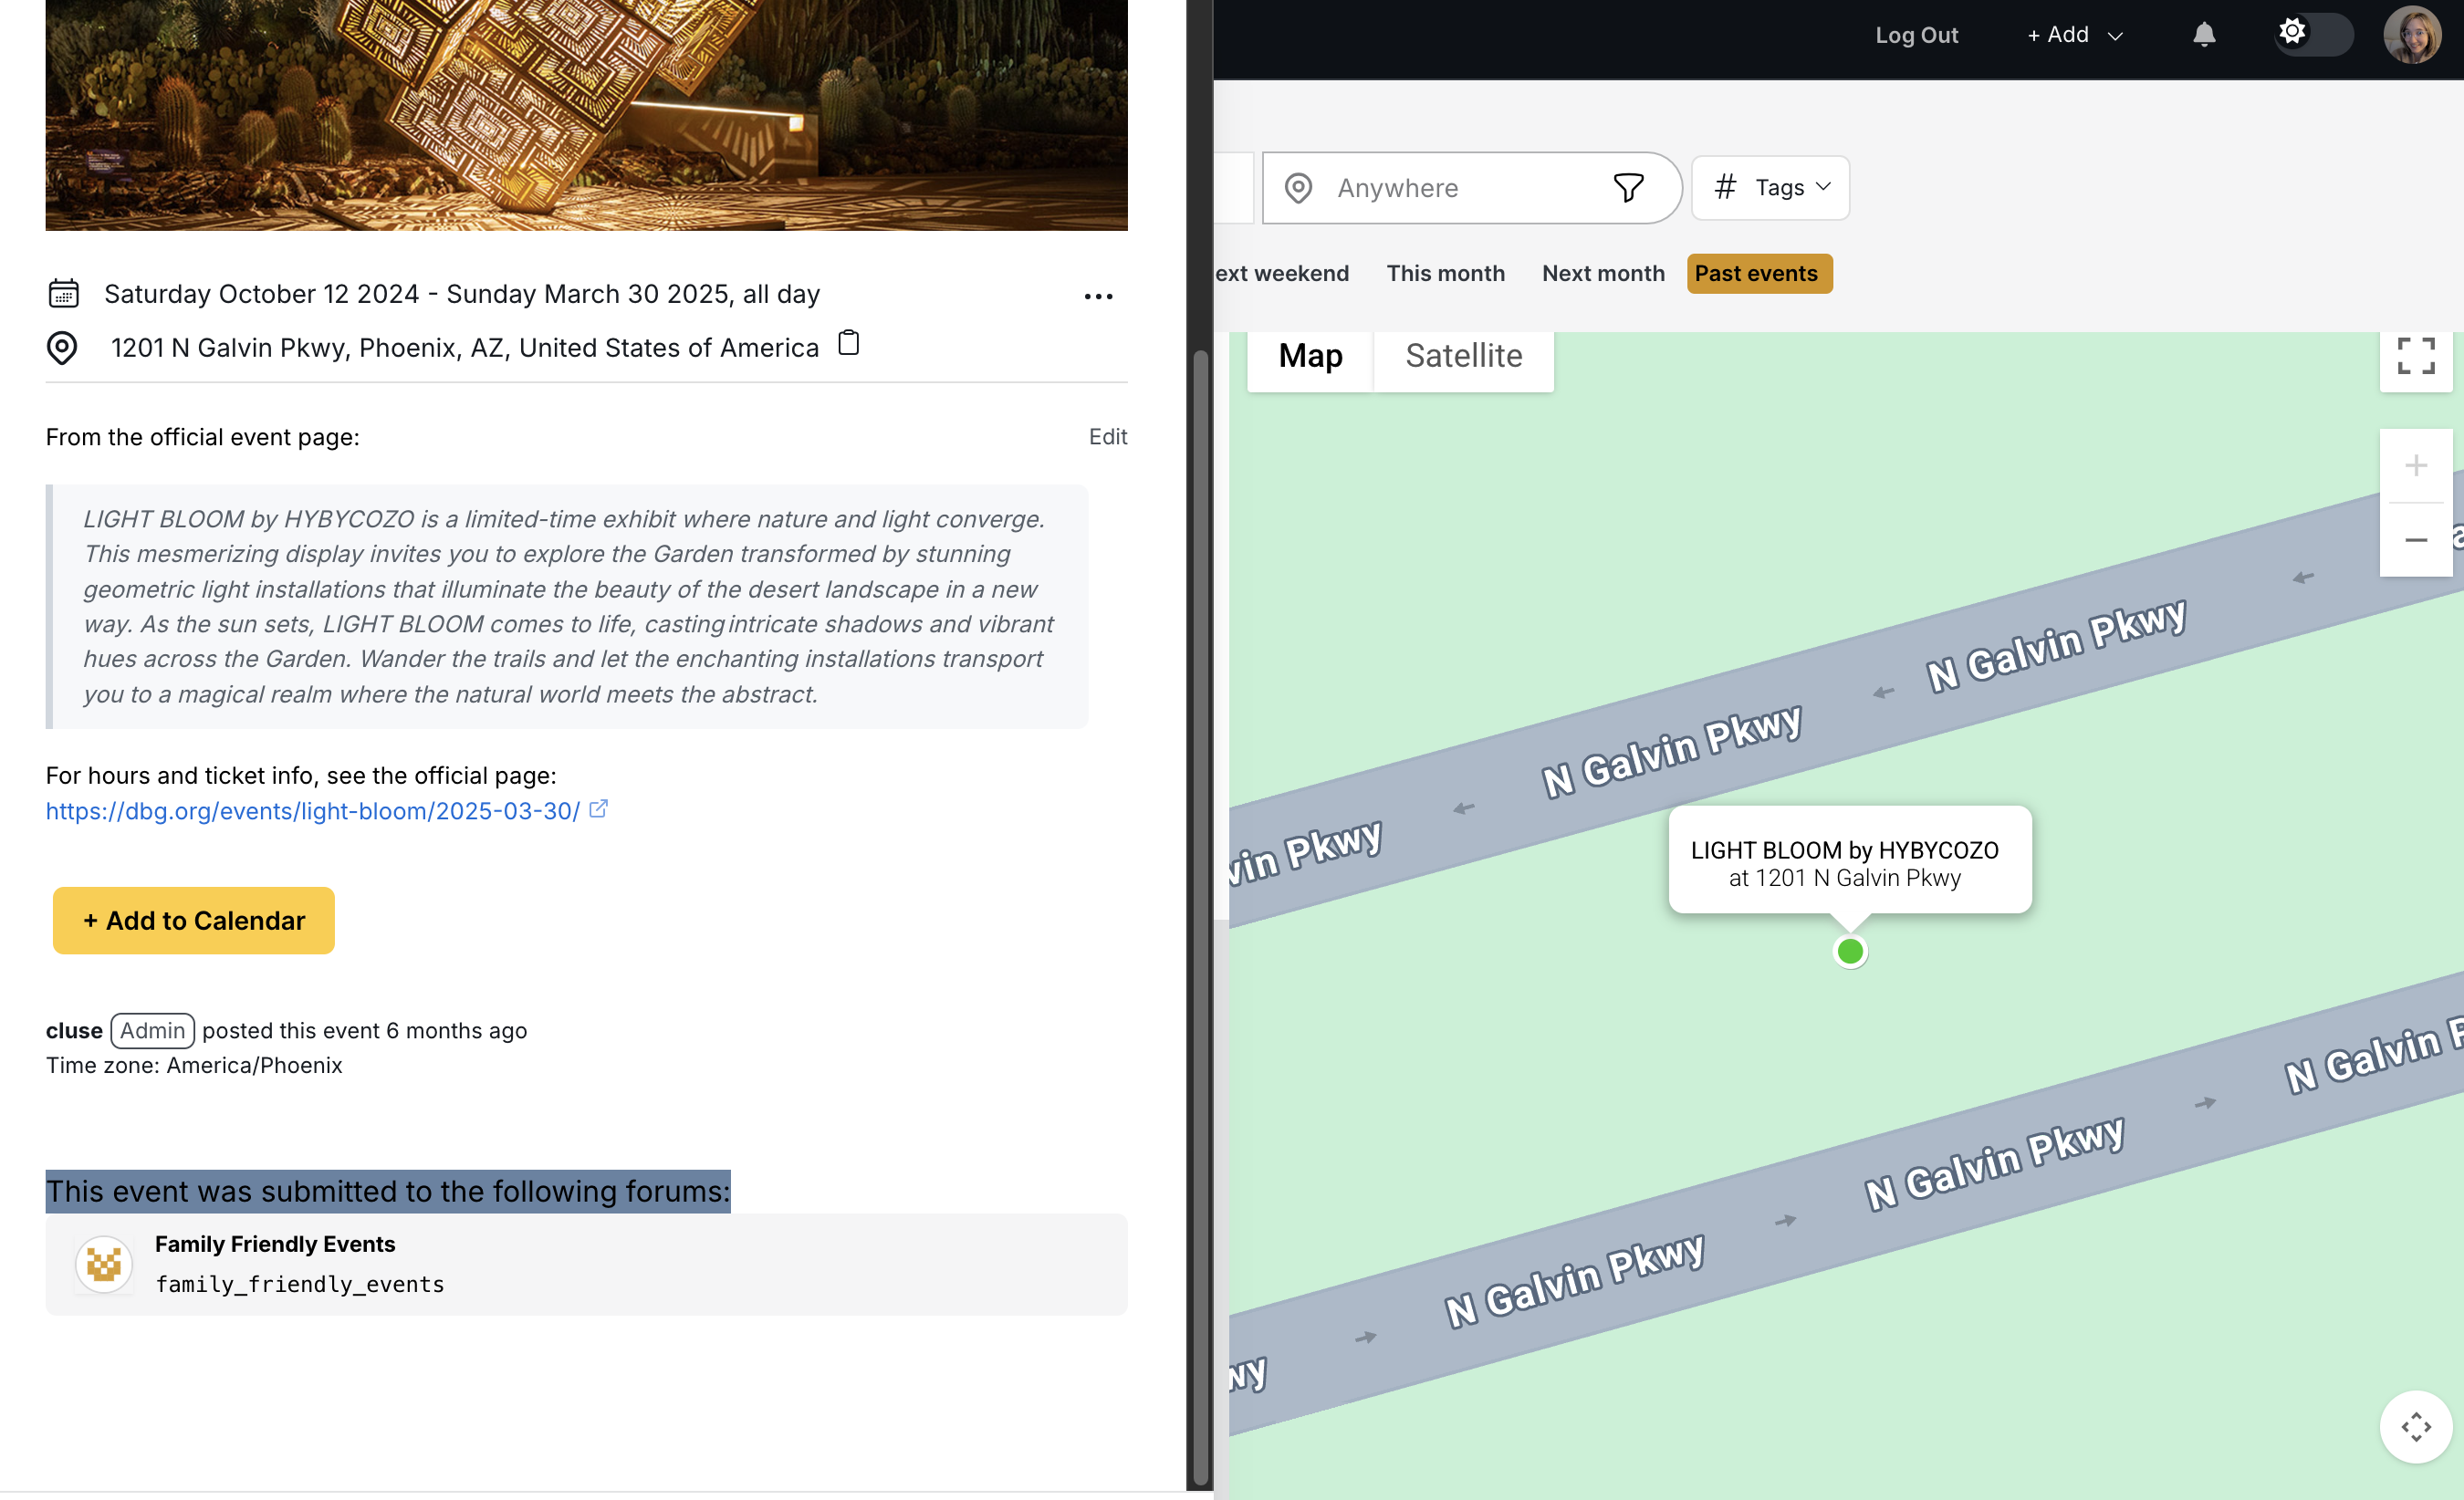 Saturday October 12 2024 - Sunday March 30 2025, all day
1201 N Galvin Pkwy, Phoenix, AZ, United States of America
From the official event page:
Edit
LIGHT BLOOM by HYBYCOZO is a limited-time exhibit where nature and light converge.
This mesmerizing display invites you to explore the Garden transformed by stunning
geometric light installations that illuminate the beauty of the desert landscape in a new
way. As the sun sets, LIGHT BLOOM comes to life, casting intricate shadows and vibrant
hues across the Garden. Wander the trails and let the enchanting installations transport
you to a magical realm where the natural world meets the abstract.
For hours and ticket info, see the official page:
https://dbg.org/events/light-bloom/2025-03-30/
+ Add to Calendar
cluse Admin posted this event 6 months ago
Time zone: America/Phoenix
This event was submitted to the following forums:
Family Friendly Events
family_friendly_events
Log Out
+ Add
Anywhere
# Tags
ext weekend
This month
Next month
Past events
Map
Satellite
N Galvin Pkwy
N Galvin Pkwy
vin Pkwy
LIGHT BLOOM by HYBYCOZO
at 1201 N Galvin Pkwy
N Galvin P
N Galvin Pkwy
N Galvin Pkwy
wy